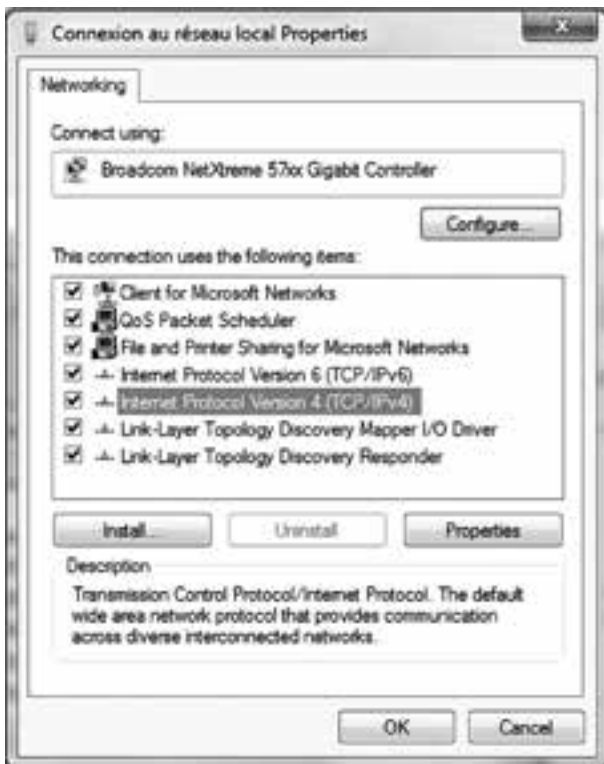 Connexion au réseau local Properties
Networking
Connect using:
Broadcom NetXtreme 57xx Gigabit Controller
Configure...
This connection uses the following items:
Client for Microsoft Networks
QoS Packet Scheduler
File and Printer Sharing for Microsoft Networks
Internet Protocol Version 6 (TCP/IPv6)
Internet Protocol Version 4 (TCP/IPv4)
Link-Layer Topology Discovery Mapper I/O Driver
Link-Layer Topology Discovery Responder
Install... Uninstall Properties
Description
Transmission Control Protocol/Internet Protocol. The default
wide area network protocol that provides communication
across diverse interconnected networks.
OK Cancel